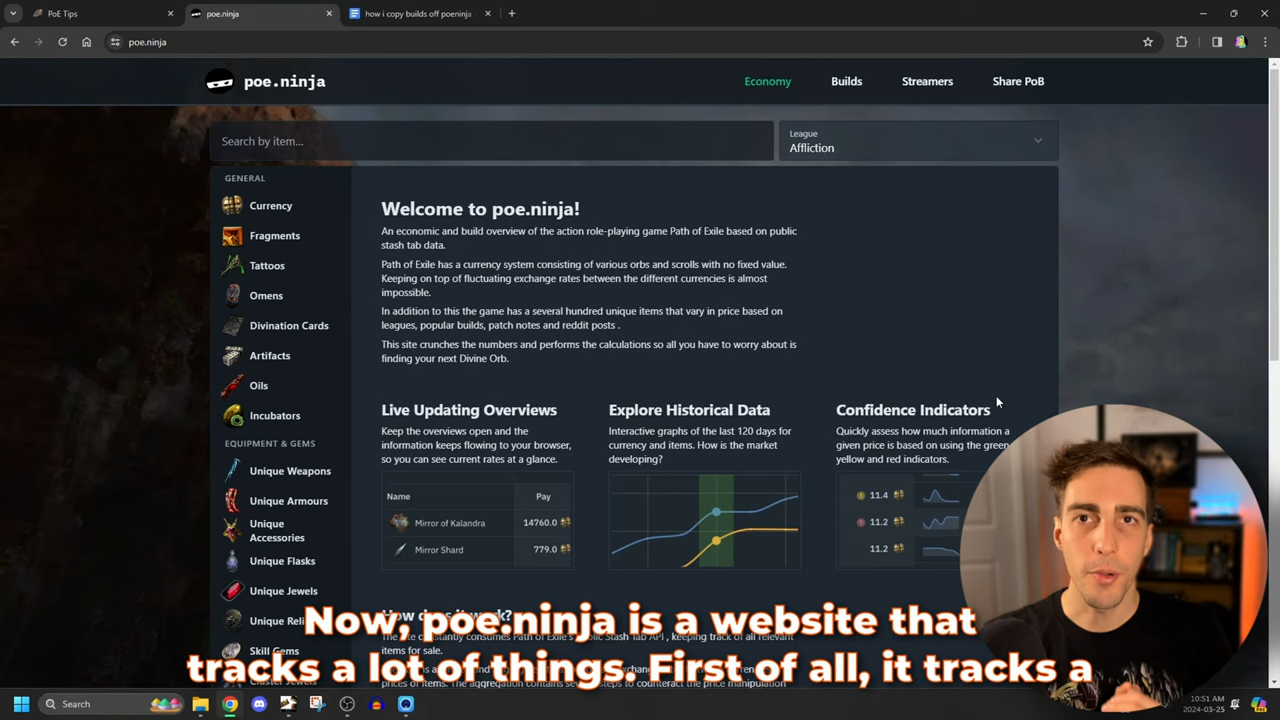 PoE Tips
poe.ninja
how i copy builds off poeninja
poe.ninja
poe.ninja
Economy
Builds
Streamers
Share PoB
Search by item...
League
Affliction
GENERAL
Currency
Fragments
Tattoos
Omens
Divination Cards
Artifacts
Oils
Incubators
EQUIPMENT & GEMS
Unique Weapons
Unique Armours
Unique
Accessories
Unique Flasks
Unique Jewels
Unique Reli
Skill Gems
Welcome to poe.ninja!
An economic and build overview of the action role-playing game Path of Exile based on public
stash tab data.
Path of Exile has a currency system consisting of various orbs and scrolls with no fixed value.
Keeping on top of fluctuating exchange rates between the different currencies is almost
impossible.
In addition to this the game has a several hundred unique items that vary in price based on
leagues, popular builds, patch notes and reddit posts .
This site crunches the numbers and performs the calculations so all you have to worry about is
finding your next Divine Orb.
Live Updating Overviews
Keep the overviews open and the
information keeps flowing to your browser,
so you can see current rates at a glance.
Name
Pay
Mirror of Kalandra
14760.0
Mirror Shard
779.0
Explore Historical Data
Interactive graphs of the last 120 days for
currency and items. How is the market
developing?
Confidence Indicators
Quickly assess how much information a
given price is based on using the green
yellow and red indicators.
11.4
11.2
11.2
Now, poe.ninja is a website that
tracks a lot of things. First of all, it tracks a
Search
10:51 AM
2024-03-25